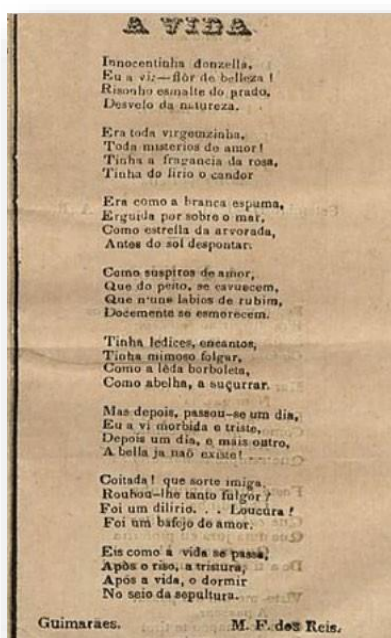 A VIDA
Innocentinha donzella,
Eu a vi:—flôr de belleza !
Risonho esmalte do prado,
Desvelo da natureza.
Era toda virgemzinha,
Toda misterios de amor!
Tinha a fragancia da rosa,
Tinha do lirio o candor
Era como a branca espuma,
Erguida por sobre o mar,
Como estrella da arvorada,
Antes do sol despontar.
Como suspiros de amor,
Que do peito, se esvuecem,
Que n'uns labios de rubim,
Docemente se esmorecem.
Tinha ledices, encantos,
Tinha mimoso folgar,
Como a lêda borboleta,
Como abelha, a suçurrar.
Mas depois, passou-se um dia,
Eu a vi morbida e triste,
Depois um dia, e mais outro,
A bella ja naõ existe! ....
Coitada! que sorte imiga.
Roubou-lhe tanto fulgor ?
Foi um dilirio. . . Loucura !
Foi um bafejo de amor.
Eis como a vida se passa,
Após o riso, a tristura,
Após a vida, o dormir
No seio da sepultura.
Guimaraes. M. F. dos Reis.